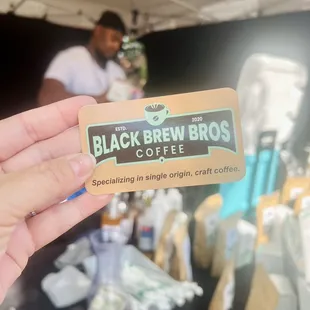 ESTD 2020
BLACK BREW BROS
COFFEE
Specializing in single origin, craft coffee.